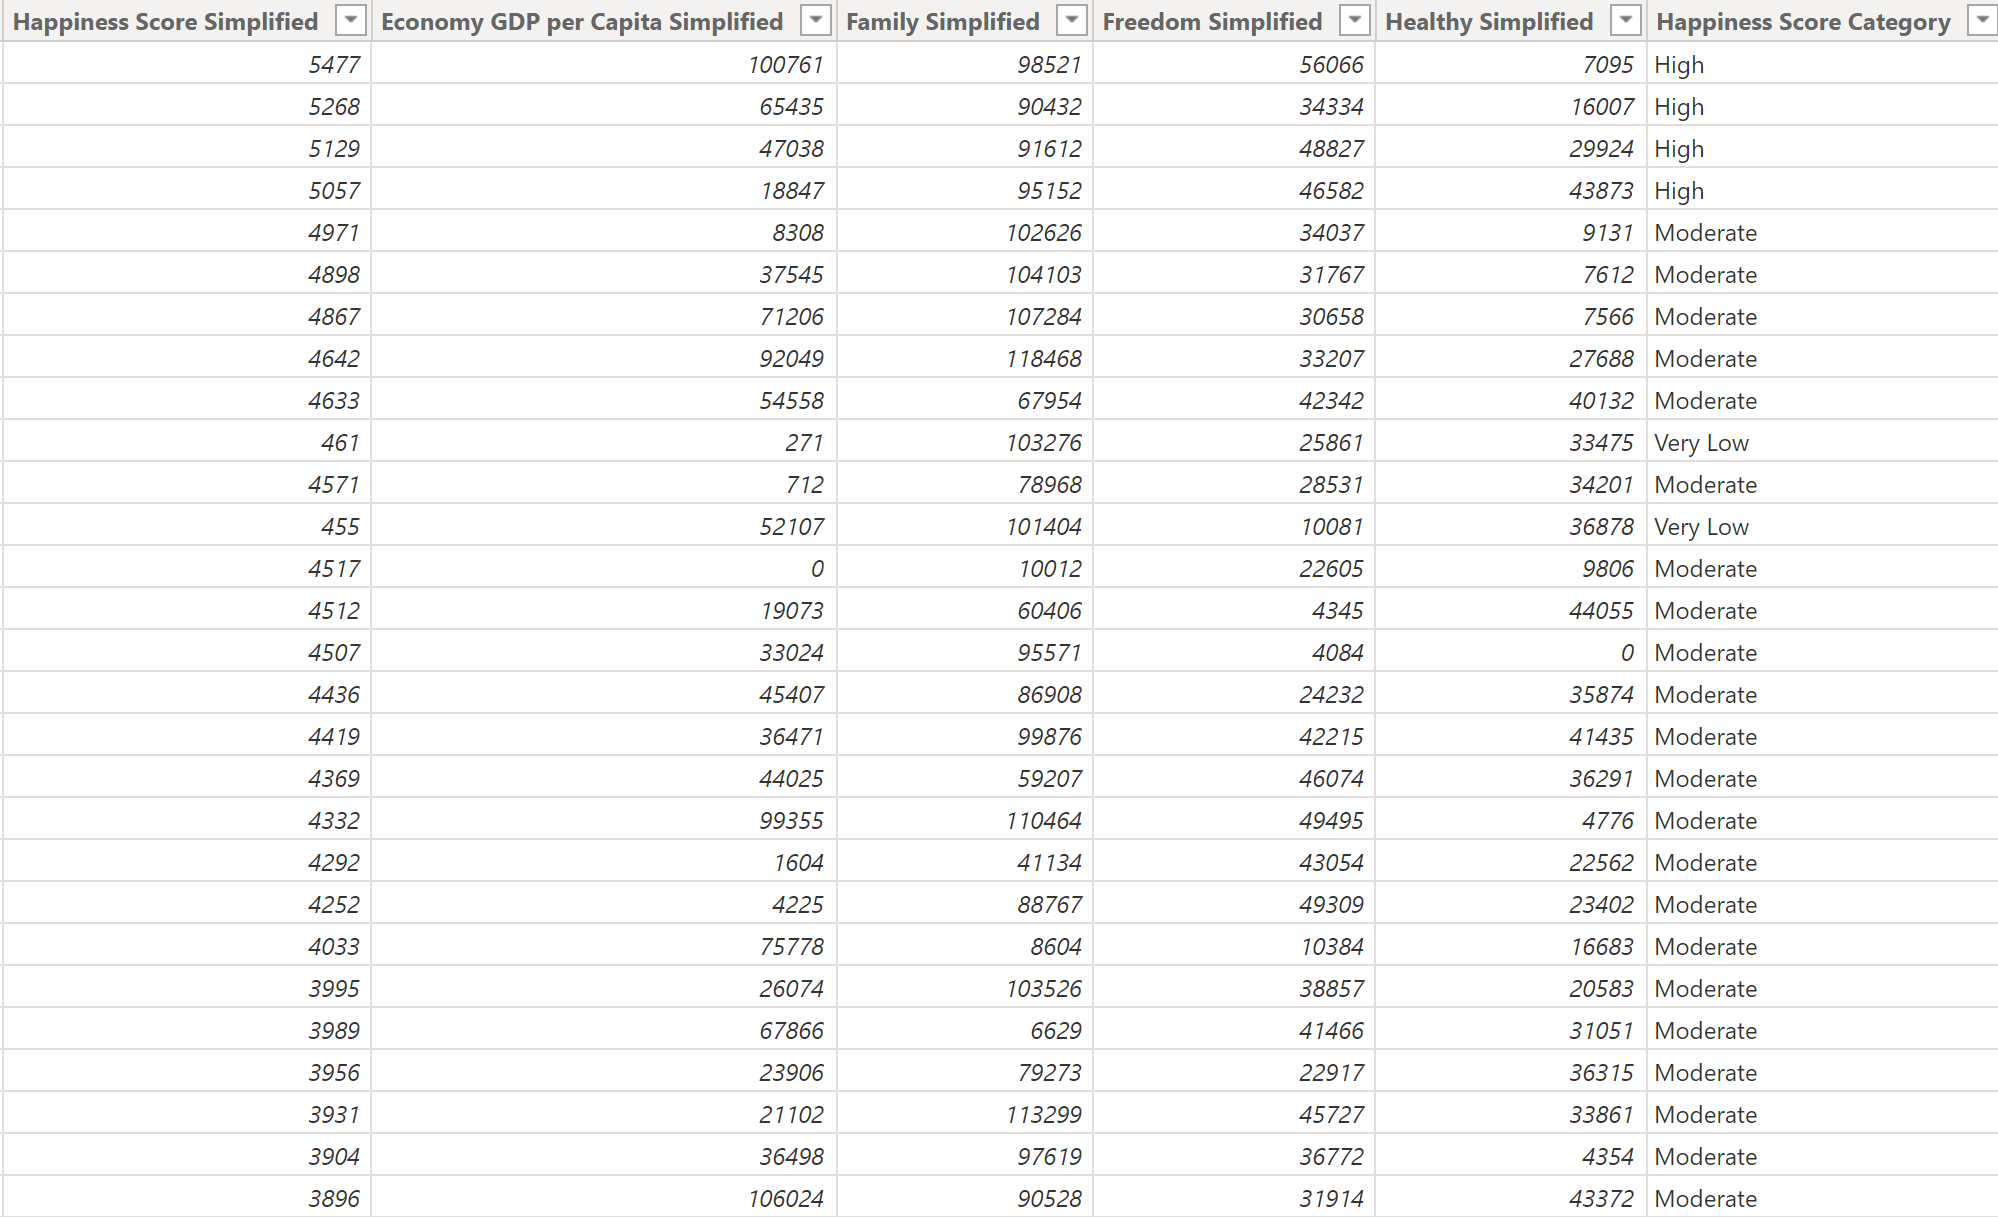 Happiness Score Simplified Economy GDP per Capita Simplified Family Simplified Freedom Simplified Healthy Simplified Happiness Score Category
5477 100761 98521 56066 7095 High
5268 65435 90432 34334 16007 High
5129 47038 91612 48827 29924 High
5057 18847 95152 46582 43873 High
4971 8308 102626 34037 9131 Moderate
4898 37545 104103 31767 7612 Moderate
4867 71206 107284 30658 7566 Moderate
4642 92049 118468 33207 27688 Moderate
4633 54558 67954 42342 40132 Moderate
461 271 103276 25861 33475 Very Low
4571 712 78968 28531 34201 Moderate
455 52107 101404 10081 36878 Very Low
4517 0 10012 22605 9806 Moderate
4512 19073 60406 4345 44055 Moderate
4507 33024 95571 4084 0 Moderate
4436 45407 86908 24232 35874 Moderate
4419 36471 99876 42215 41435 Moderate
4369 44025 59207 46074 36291 Moderate
4332 99355 110464 49495 4776 Moderate
4292 1604 41134 43054 22562 Moderate
4252 4225 88767 49309 23402 Moderate
4033 75778 8604 10384 16683 Moderate
3995 26074 103526 38857 20583 Moderate
3989 67866 6629 41466 31051 Moderate
3956 23906 79273 22917 36315 Moderate
3931 21102 113299 45727 33861 Moderate
3904 36498 97619 36772 4354 Moderate
3896 106024 90528 31914 43372 Moderate